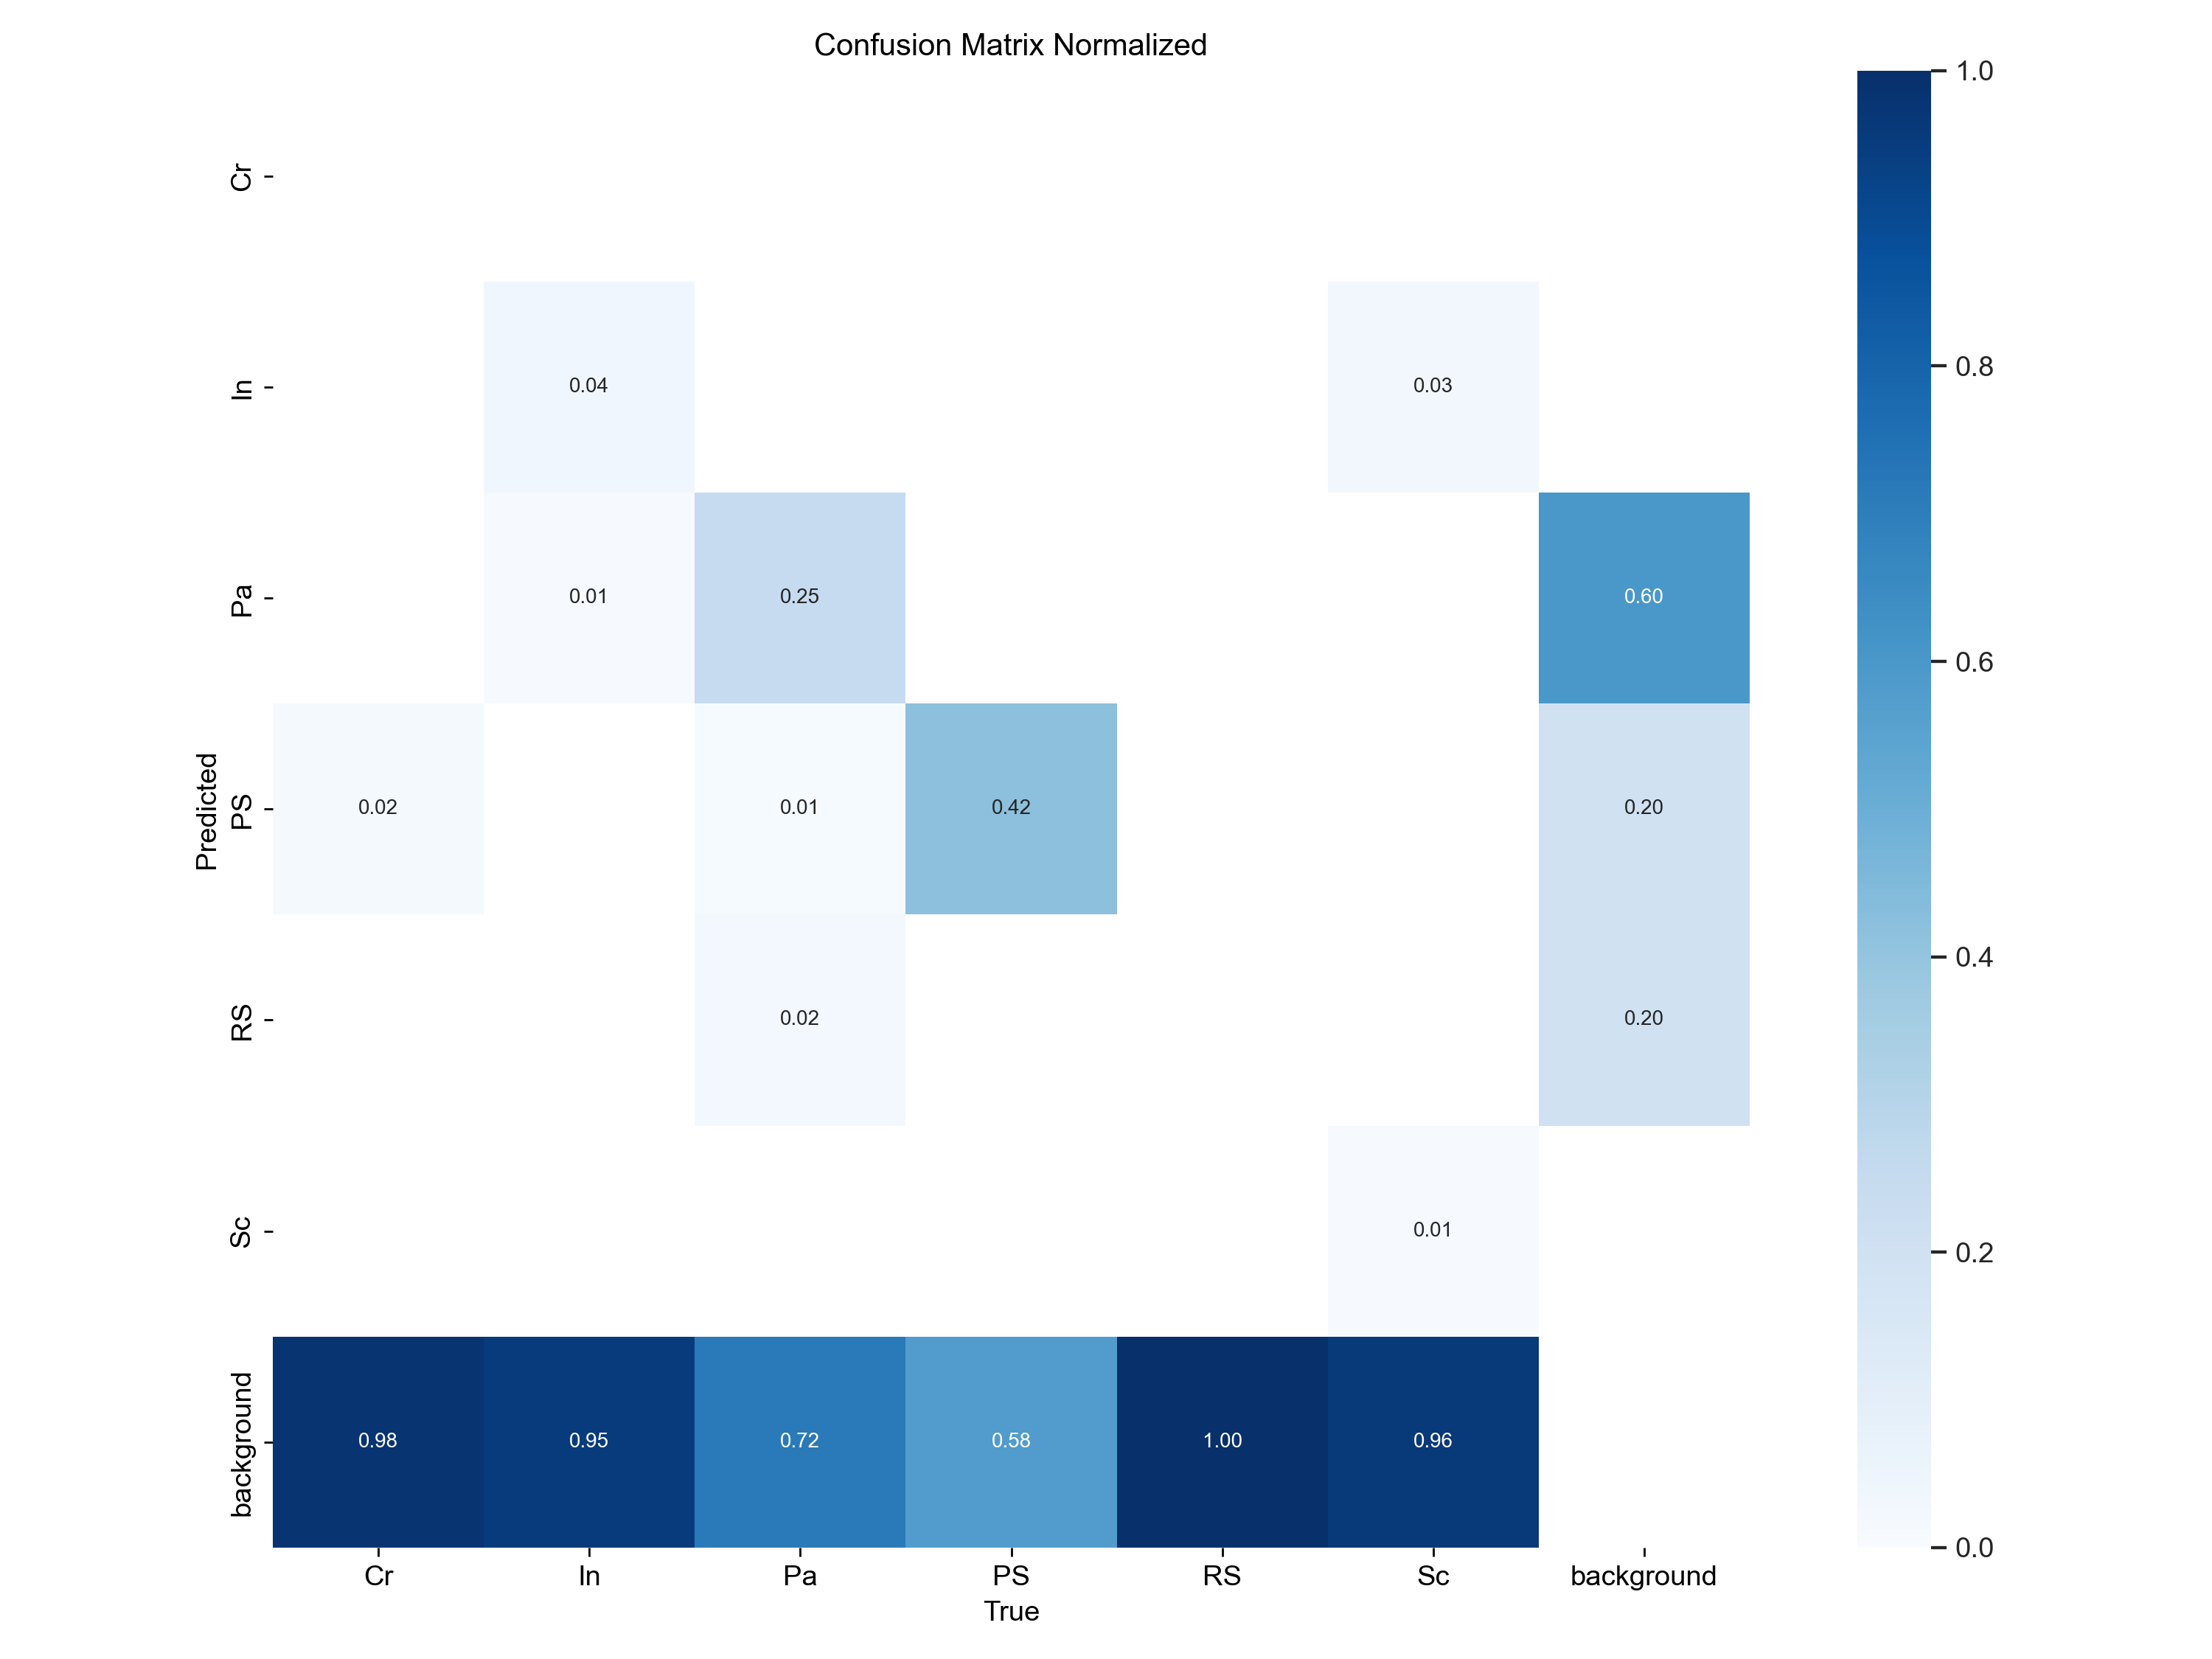 Confusion Matrix Normalized
1.0
Cr
0.8
In
0.04
0.03
0.6
Pa
0.01
0.25
0.60
Predicted
PS
0.02
0.01
0.42
0.20
0.4
RS
0.02
0.20
Sc
0.01
0.2
background
0.98
0.95
0.72
0.58
1.00
0.96
0.0
Cr
In
Pa
PS
RS
Sc
background
True